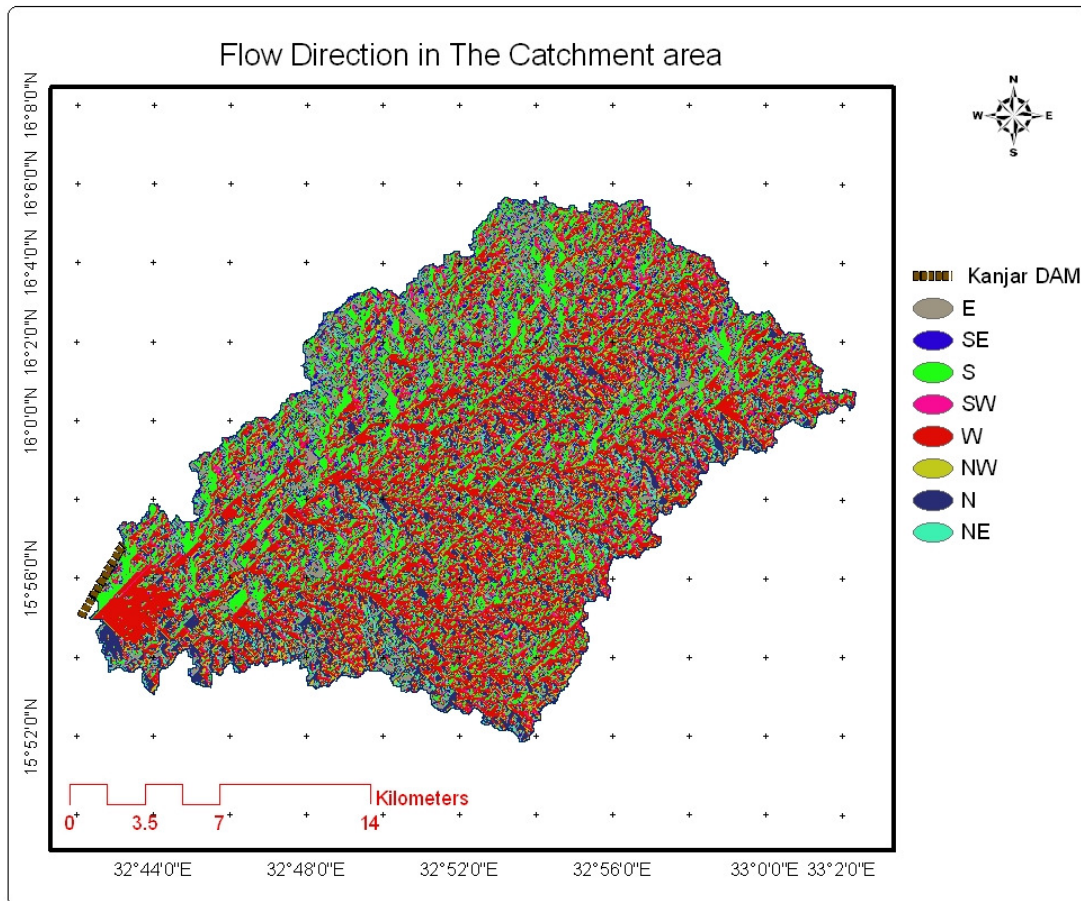 Flow Direction in The Catchment area
N
W E
S
16°8'0"N
16°6'0"N
16°4'0"N
16°2'0"N
16°0'0"N
15°56'0"N
15°52'0"N
Kanjar DAM
E
SE
S
SW
W
NW
N
NE
Kilometers
0 3.5 7 14
32°44'0"E 32°48'0"E 32°52'0"E 32°56'0"E 33°0'0"E 33°2'0"E